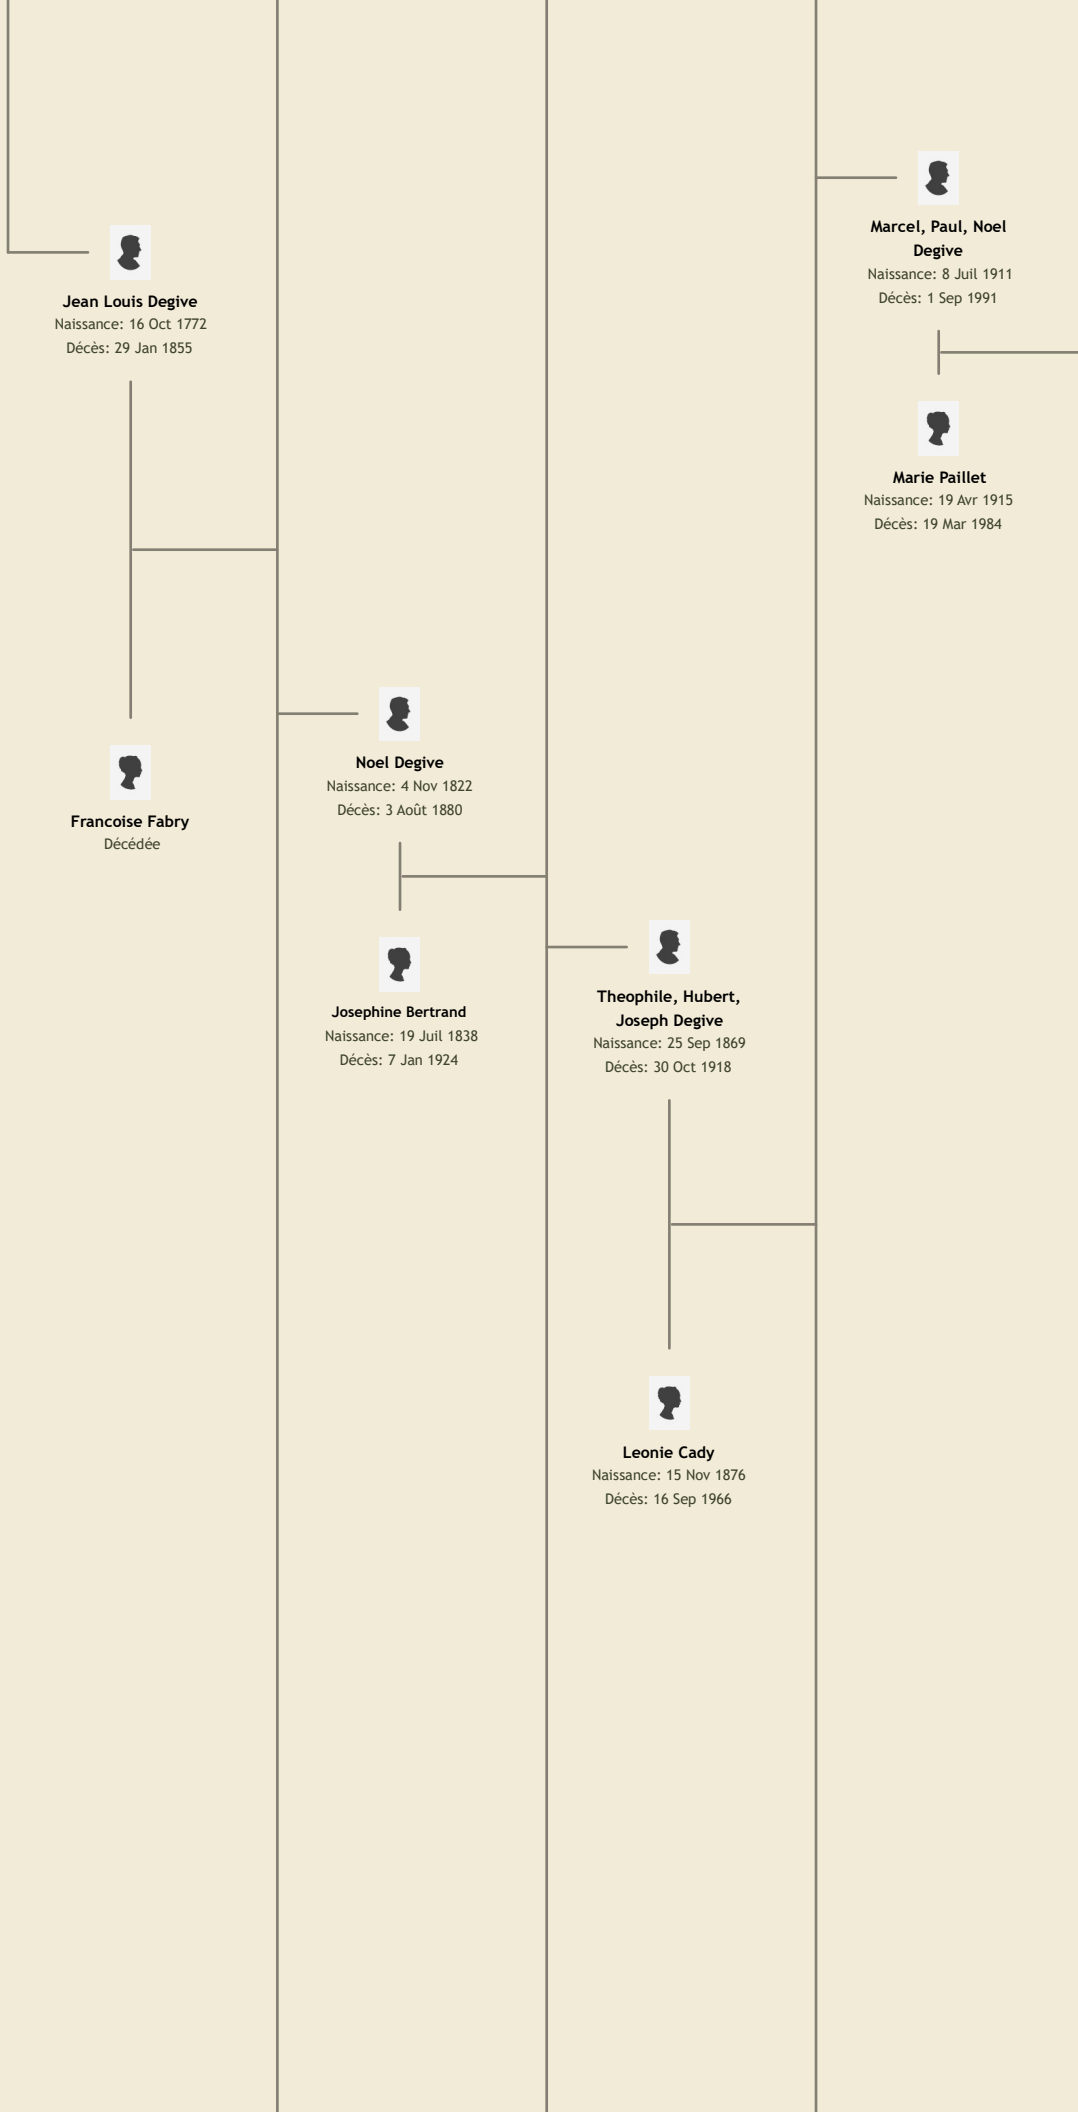 Jean Louis Degive
Naissance: 16 Oct 1772
Décès: 29 Jan 1855
Francoise Fabry
Décédée
Noel Degive
Naissance: 4 Nov 1822
Décès: 3 Août 1880
Josephine Bertrand
Naissance: 19 Juil 1838
Décès: 7 Jan 1924
Theophile, Hubert,
Joseph Degive
Naissance: 25 Sep 1869
Décès: 30 Oct 1918
Leonie Cady
Naissance: 15 Nov 1876
Décès: 16 Sep 1966
Marcel, Paul, Noel
Degive
Naissance: 8 Juil 1911
Décès: 1 Sep 1991
Marie Paillet
Naissance: 19 Avr 1915
Décès: 19 Mar 1984